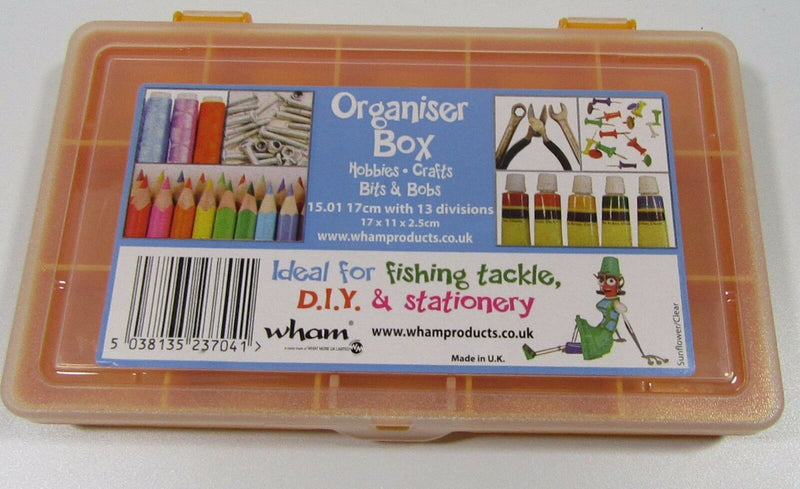 Organiser
Box
Hobbies • Crafts
Bits & Bobs
15.01 17cm with 13 divisions
17 x 11 x 2.5cm
www.whamproducts.co.uk
Ideal for fishing tackle,
D.I.Y. & stationery
wham®
www.whamproducts.co.uk
Made in U.K.
5 038135 237041 >
Sunflower/Clear